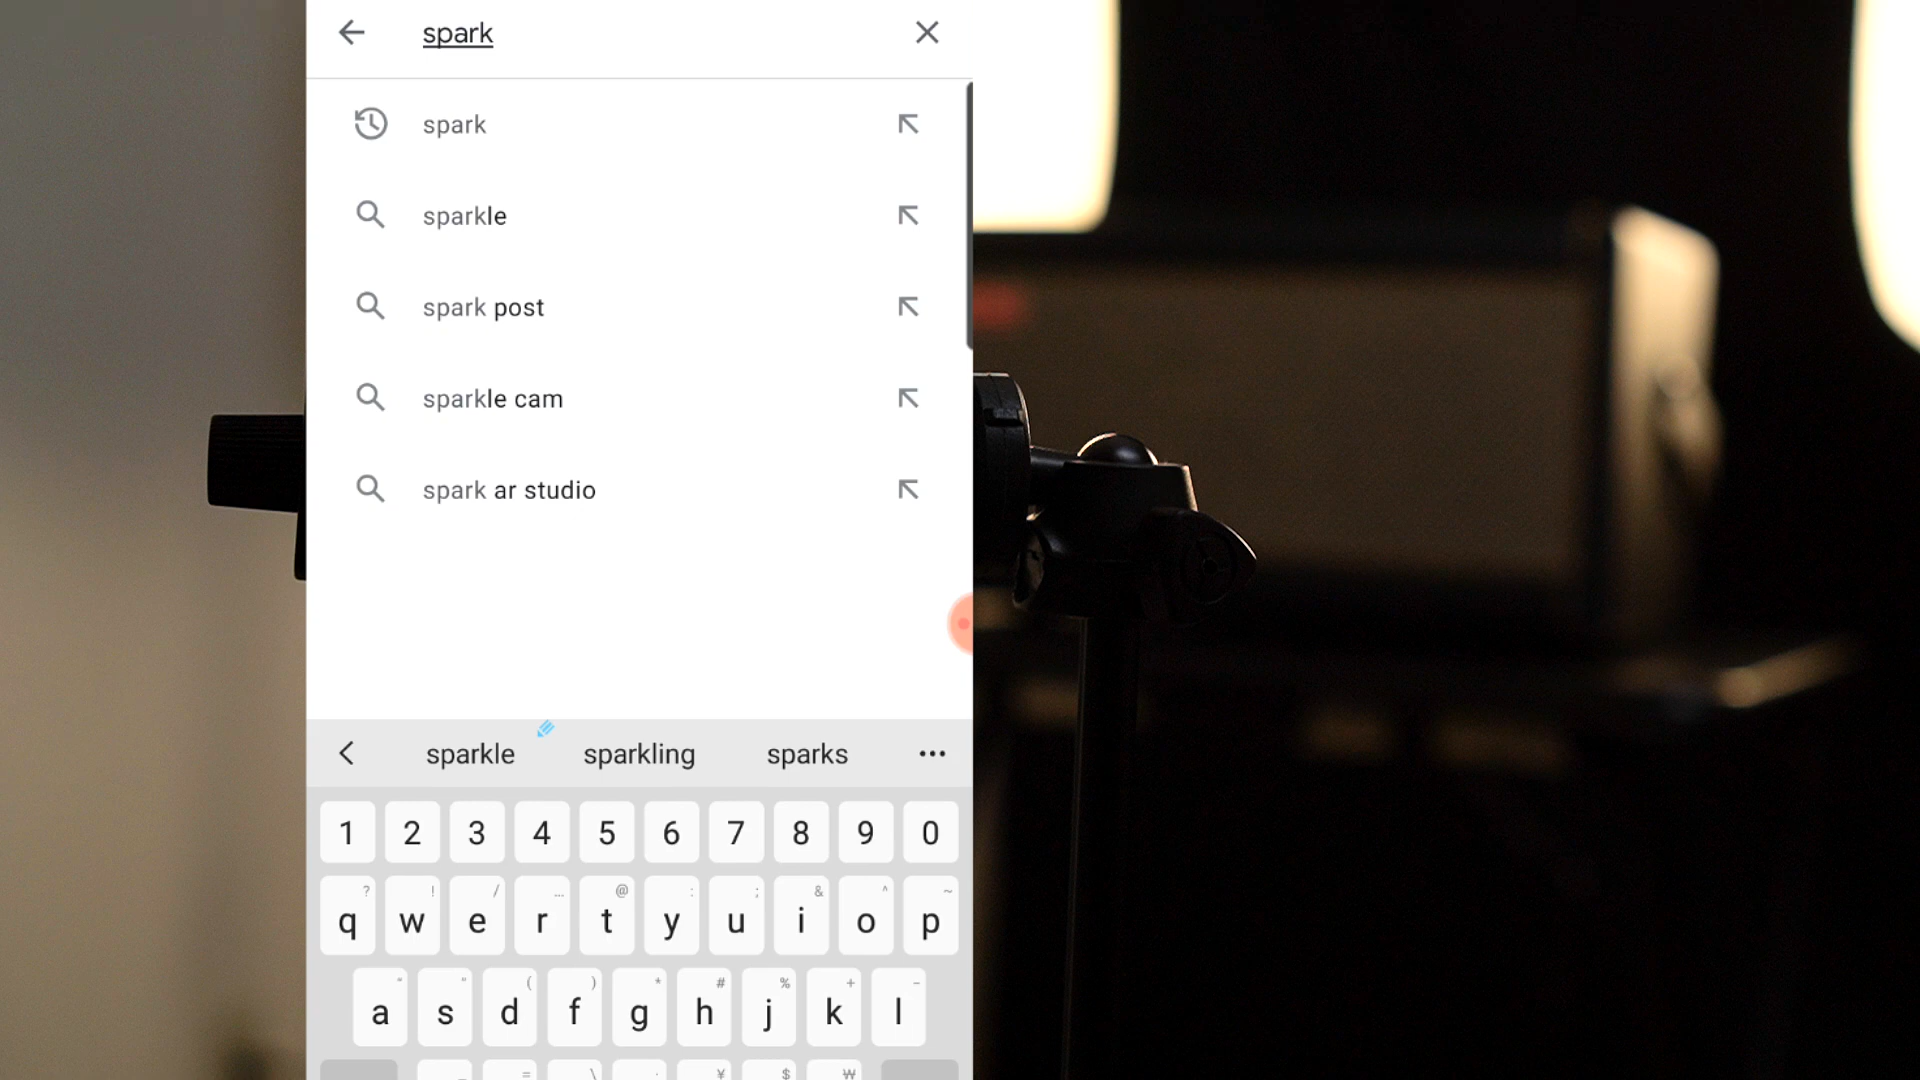 spark
spark
sparkle
spark post
sparkle cam
spark ar studio
sparkle sparkling sparks ...
1 2 3 4 5 6 7 8 9 0
? ! / ... @ : ; & ^ ~
q w e r t y u i o p
" ( ) * # % + -
a s d f g h j k l
_ = \ · ¥ $ ₩